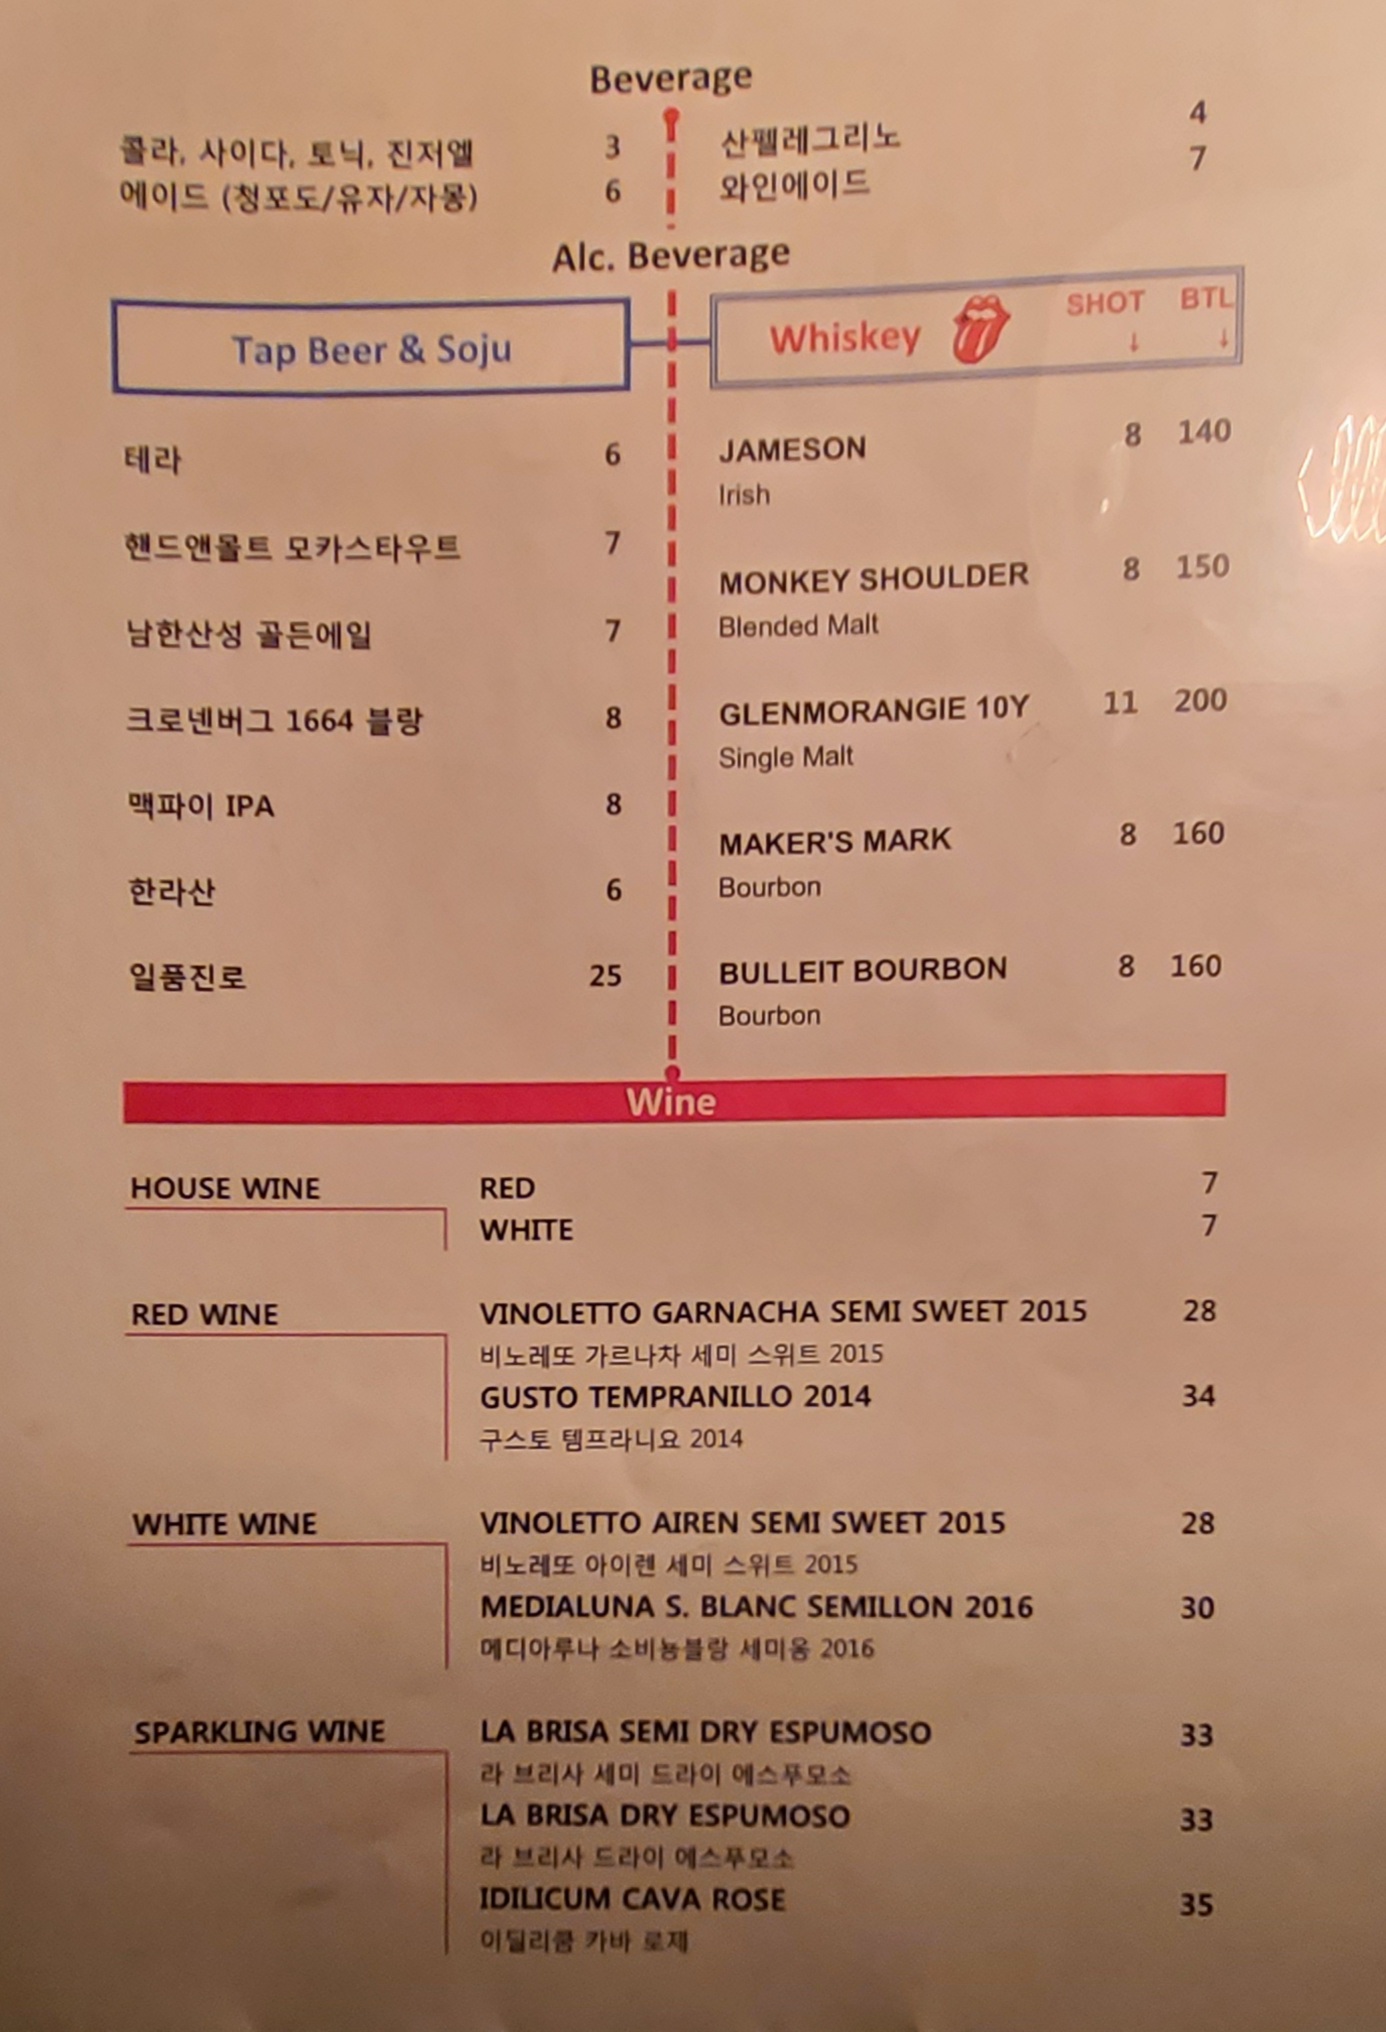 Beverage
콜라, 사이다, 토닉, 진저엘 3
에이드 (청포도/유자/자몽) 6
산펠레그리노 4
와인에이드 7
Alc. Beverage
Tap Beer & Soju
테라 6
핸드앤몰트 모카스타우트 7
남한산성 골든에일 7
크로넨버그 1664 블랑 8
맥파이 IPA 8
한라산 6
일품진로 25
Whiskey SHOT BTL
↓ ↓
JAMESON 8 140
Irish
MONKEY SHOULDER 8 150
Blended Malt
GLENMORANGIE 10Y 11 200
Single Malt
MAKER'S MARK 8 160
Bourbon
BULLEIT BOURBON 8 160
Bourbon
Wine
HOUSE WINE RED 7
WHITE 7
RED WINE VINOLETTO GARNACHA SEMI SWEET 2015 28
비노레또 가르나차 세미 스위트 2015
GUSTO TEMPRANILLO 2014 34
구스토 템프라니요 2014
WHITE WINE VINOLETTO AIREN SEMI SWEET 2015 28
비노레또 아이렌 세미 스위트 2015
MEDIALUNA S. BLANC SEMILLON 2016 30
메디아루나 소비뇽블랑 세미옹 2016
SPARKLING WINE LA BRISA SEMI DRY ESPUMOSO 33
라 브리사 세미 드라이 에스푸모소
LA BRISA DRY ESPUMOSO 33
라 브리사 드라이 에스푸모소
IDILICUM CAVA ROSE 35
이딜리쿰 카바 로제